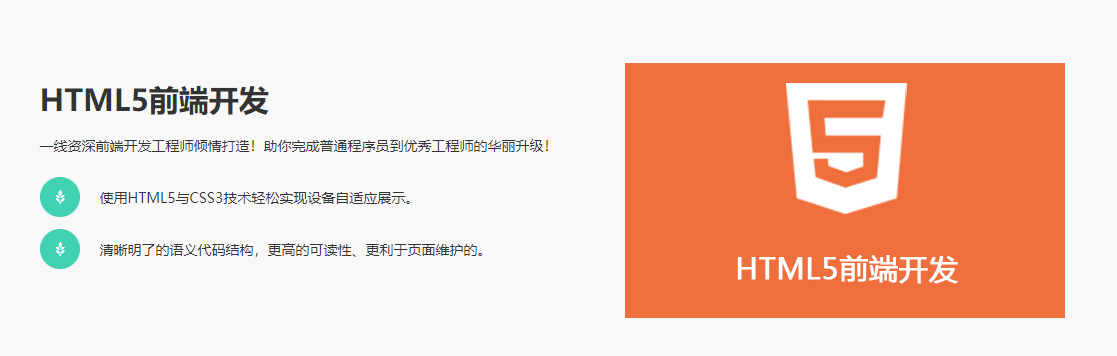 HTML5前端开发
一线资深前端开发工程师倾情打造！助你完成普通程序员到优秀工程师的华丽升级！
使用HTML5与CSS3技术轻松实现设备自适应展示。
清晰明了的语义代码结构，更高的可读性、更利于页面维护的。
5
HTML5前端开发